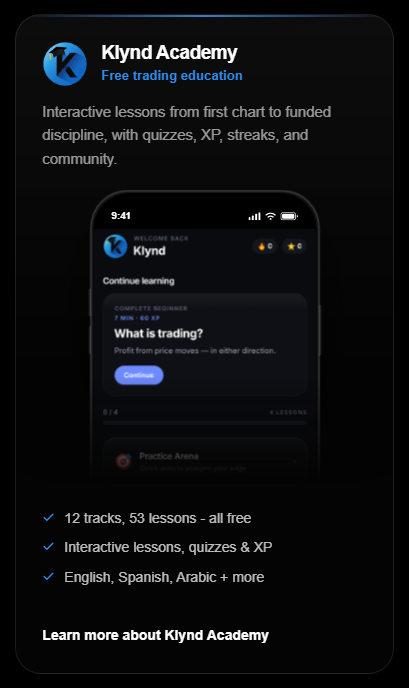 Klynd Academy
Free trading education
Interactive lessons from first chart to funded
discipline, with quizzes, XP, streaks, and
community.
9:41
WELCOME BACK
Klynd
0
0
Continue learning
COMPLETE BEGINNER
7 MIN · 60 XP
What is trading?
Profit from price moves — in either direction.
Continue
0 / 4
4 LESSONS
Practice Arena
12 tracks, 53 lessons - all free
Interactive lessons, quizzes & XP
English, Spanish, Arabic + more
Learn more about Klynd Academy